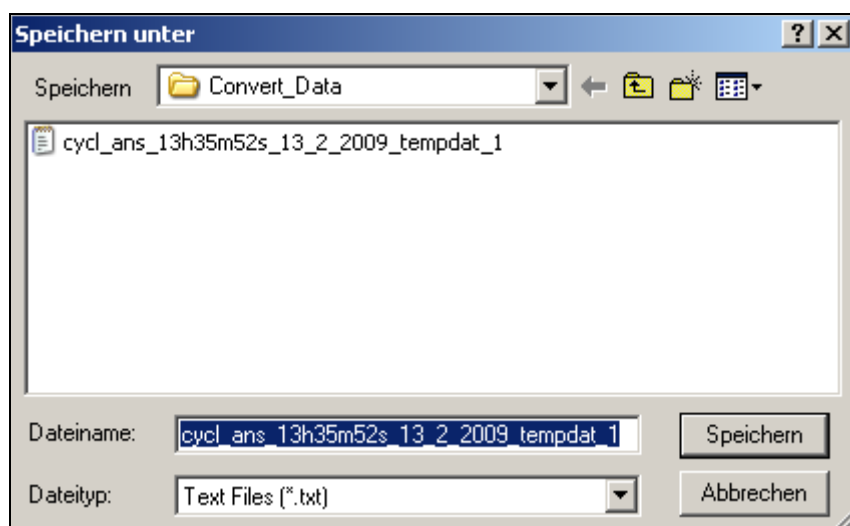 Speichern unter
Speichern Convert_Data
cycl_ans_13h35m52s_13_2_2009_tempdat_1
Dateiname: cycl_ans_13h35m52s_13_2_2009_tempdat_1 Speichern
Dateityp: Text Files (*.txt) Abbrechen